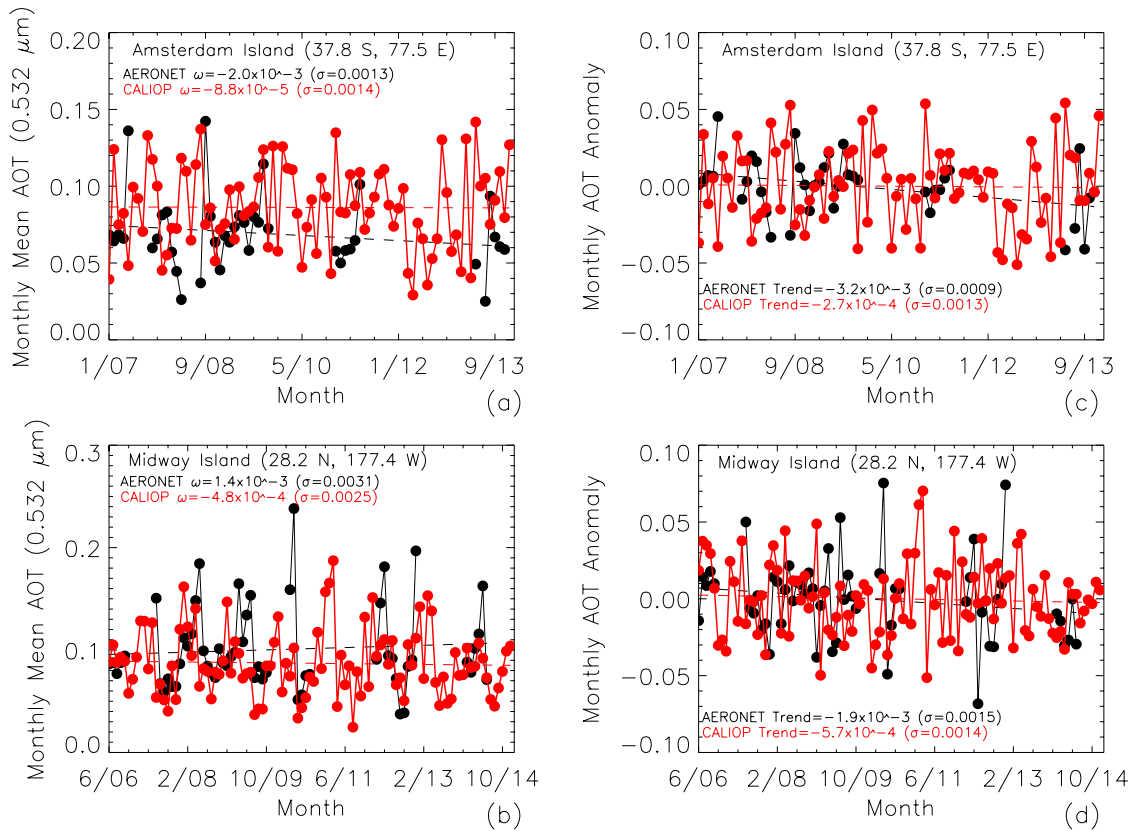 0.20
0.15
0.10
0.05
0.00
Monthly Mean AOT (0.532 μm)
Amsterdam Island (37.8 S, 77.5 E)
AERONET ω=−2.0x10^−3 (σ=0.0013)
CALIOP ω=−8.8x10^−5 (σ=0.0014)
1/07 9/08 5/10 1/12 9/13
Month
(a)
0.10
0.05
0.00
−0.05
−0.10
Monthly AOT Anomaly
Amsterdam Island (37.8 S, 77.5 E)
AERONET Trend=−3.2x10^−3 (σ=0.0009)
CALIOP Trend=−2.7x10^−4 (σ=0.0013)
1/07 9/08 5/10 1/12 9/13
Month
(c)
0.3
0.2
0.1
0.0
Monthly Mean AOT (0.532 μm)
Midway Island (28.2 N, 177.4 W)
AERONET ω=1.4x10^−3 (σ=0.0031)
CALIOP ω=−4.8x10^−4 (σ=0.0025)
6/06 2/08 10/09 6/11 2/13 10/14
Month
(b)
0.10
0.05
0.00
−0.05
−0.10
Monthly AOT Anomaly
Midway Island (28.2 N, 177.4 W)
AERONET Trend=−1.9x10^−3 (σ=0.0015)
CALIOP Trend=−5.7x10^−4 (σ=0.0014)
6/06 2/08 10/09 6/11 2/13 10/14
Month
(d)